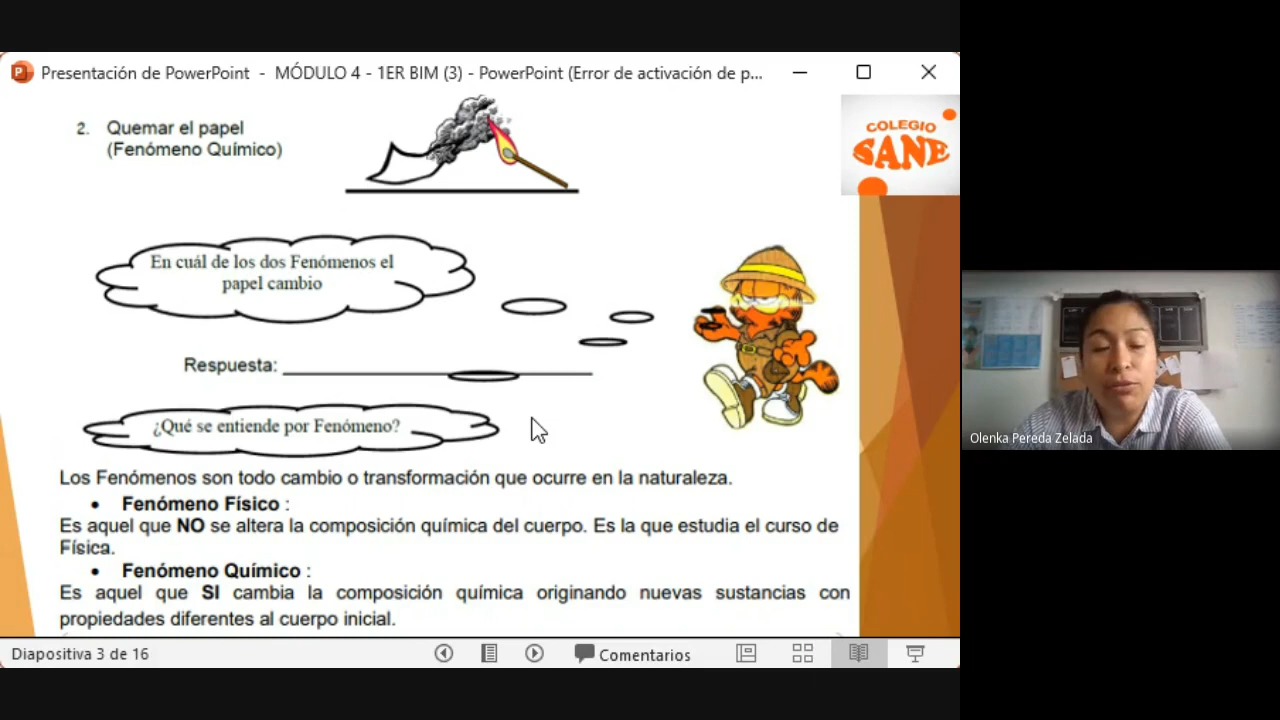 Presentación de PowerPoint - MÓDULO 4 - 1ER BIM (3) - PowerPoint (Error de activación de p...
2. Quemar el papel
(Fenómeno Químico)
COLEGIO
SANE
En cuál de los dos Fenómenos el
papel cambio
Respuesta:
¿Qué se entiende por Fenómeno?
Los Fenómenos son todo cambio o transformación que ocurre en la naturaleza.
• Fenómeno Físico :
Es aquel que NO se altera la composición química del cuerpo. Es la que estudia el curso de
Física.
• Fenómeno Químico :
Es aquel que SI cambia la composición química originando nuevas sustancias con
propiedades diferentes al cuerpo inicial.
Diapositiva 3 de 16
Comentarios
Olenka Pereda Zelada